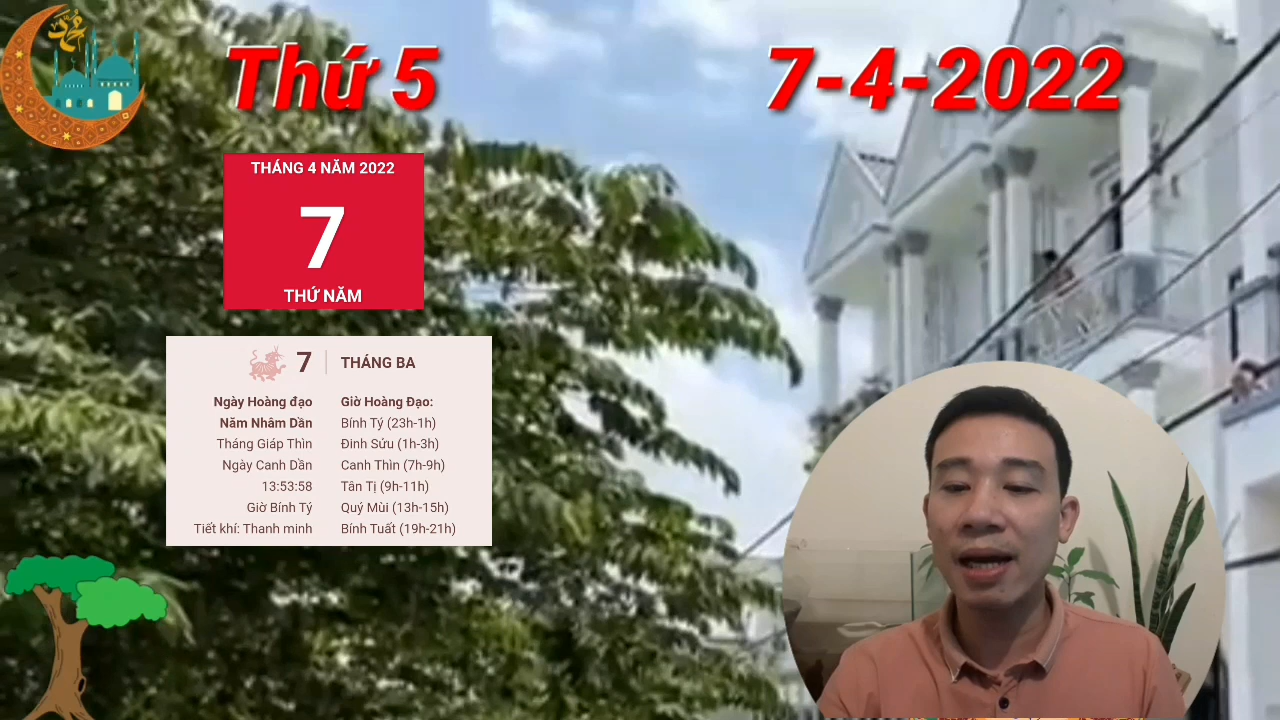 Thứ 5
7-4-2022
THÁNG 4 NĂM 2022
7
THỨ NĂM
7 THÁNG BA
Ngày Hoàng đạo
Năm Nhâm Dần
Tháng Giáp Thìn
Ngày Canh Dần
13:53:58
Giờ Bính Tý
Tiết khí: Thanh minh
Giờ Hoàng Đạo:
Bính Tý (23h-1h)
Đinh Sửu (1h-3h)
Canh Thìn (7h-9h)
Tân Tị (9h-11h)
Quý Mùi (13h-15h)
Bính Tuất (19h-21h)